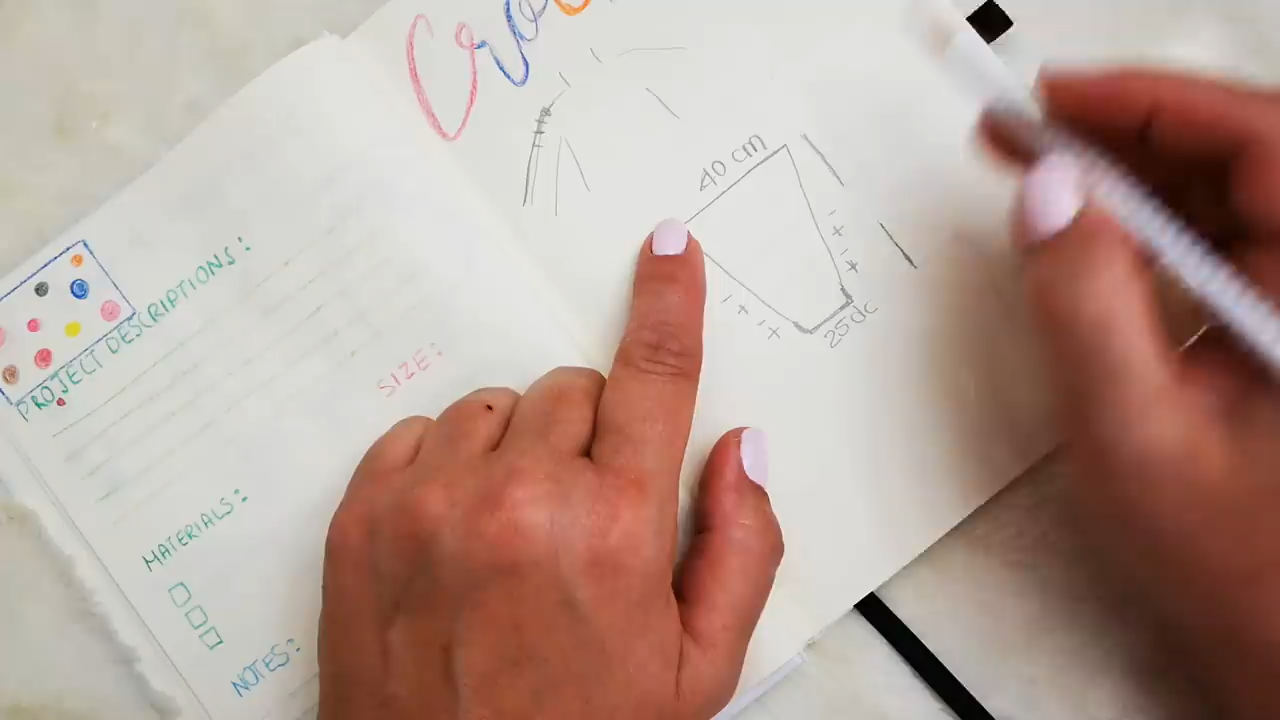 PROJECT DESCRIPTIONS:
SIZE:
MATERIALS:
NOTES:
40 cm
25dc